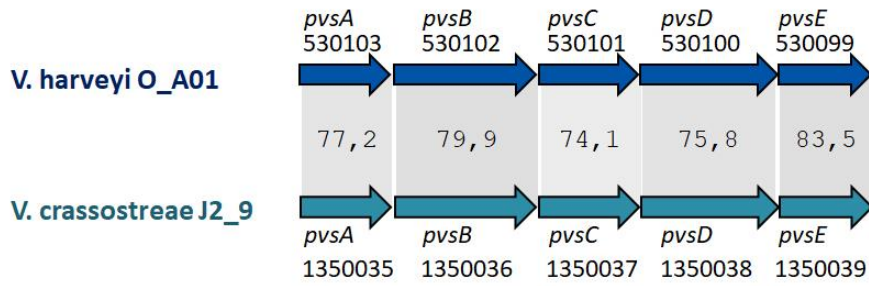 pvsA pvsB pvsC pvsD pvsE
530103 530102 530101 530100 530099
V. harveyi O_A01
77,2 79,9 74,1 75,8 83,5
V. crassostreae J2_9
pvsA pvsB pvsC pvsD pvsE
1350035 1350036 1350037 1350038 1350039